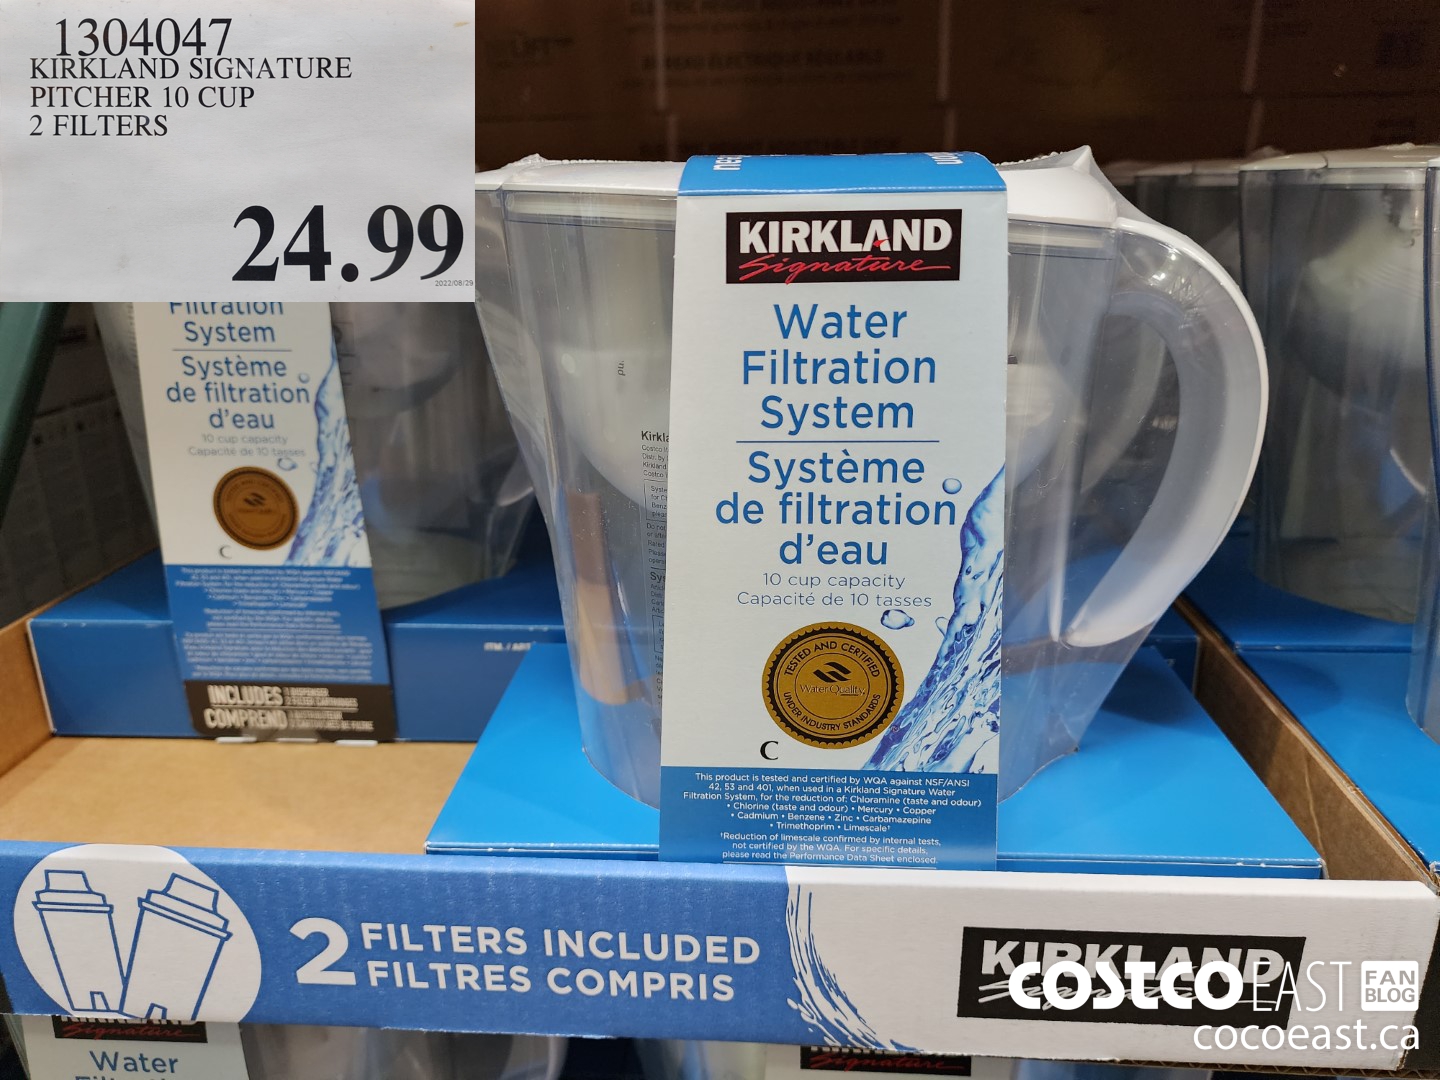 1304047
KIRKLAND SIGNATURE
PITCHER 10 CUP
2 FILTERS
24.99
2022/08/29
Filtration
System
Système
de filtration
d'eau
10 cup capacity
Capacité de 10 tasses
C
INCLUDES
COMPREND
KIRKLAND
Signature
Water
Filtration
System
Système
de filtration
d'eau
10 cup capacity
Capacité de 10 tasses
TESTED AND CERTIFIED
Water Quality
UNDER INDUSTRY STANDARDS
C
This product is tested and certified by WQA against NSF/ANSI
42, 53 and 401, when used in a Kirkland Signature Water
Filtration System, for the reduction of: Chloramine (taste and odour)
• Chlorine (taste and odour) • Mercury • Copper
• Cadmium • Benzene • Zinc • Carbamazepine
• Trimethoprim • Limescale†
†Reduction of limescale confirmed by internal tests,
not certified by the WQA. For specific details,
please read the Performance Data Sheet enclosed.
2 FILTERS INCLUDED
FILTRES COMPRIS
KIRKLAND
Signature
COSTCO EAST FAN
BLOG
cocoeast.ca
KIRKLAND
Signature
Water
Signature